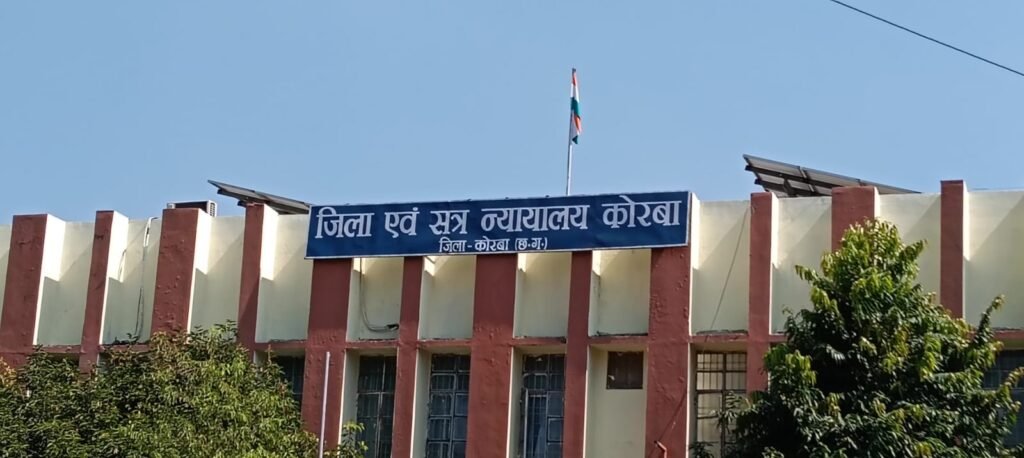 जिला एवं सत्र न्यायालय कोरबा
जिला- कोरबा (छ.ग.)